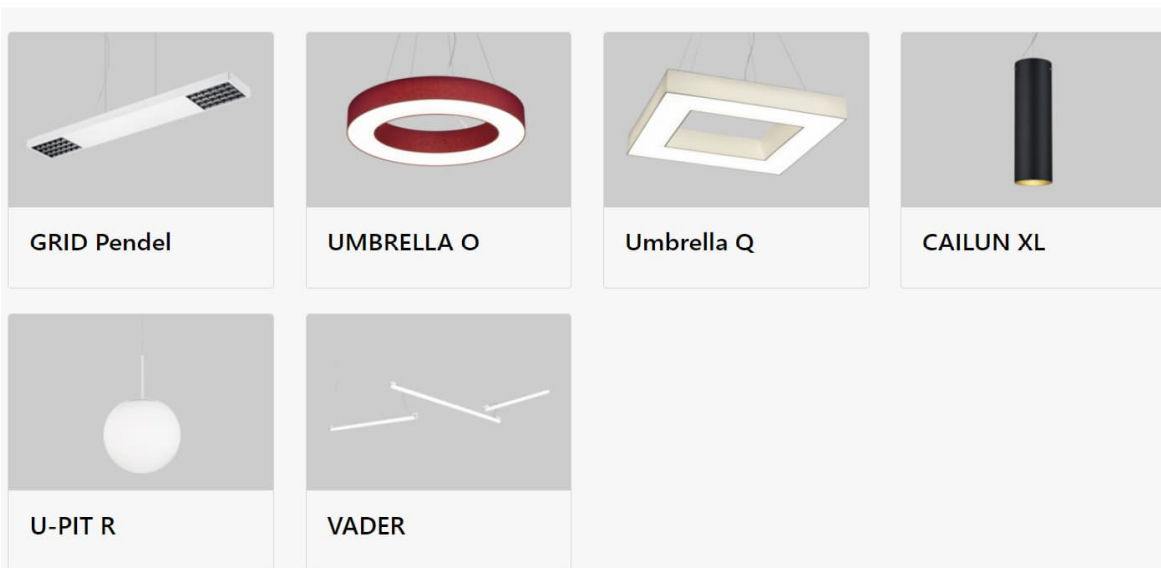 GRID Pendel
UMBRELLA O
Umbrella Q
CAILUN XL
U-PIT R
VADER